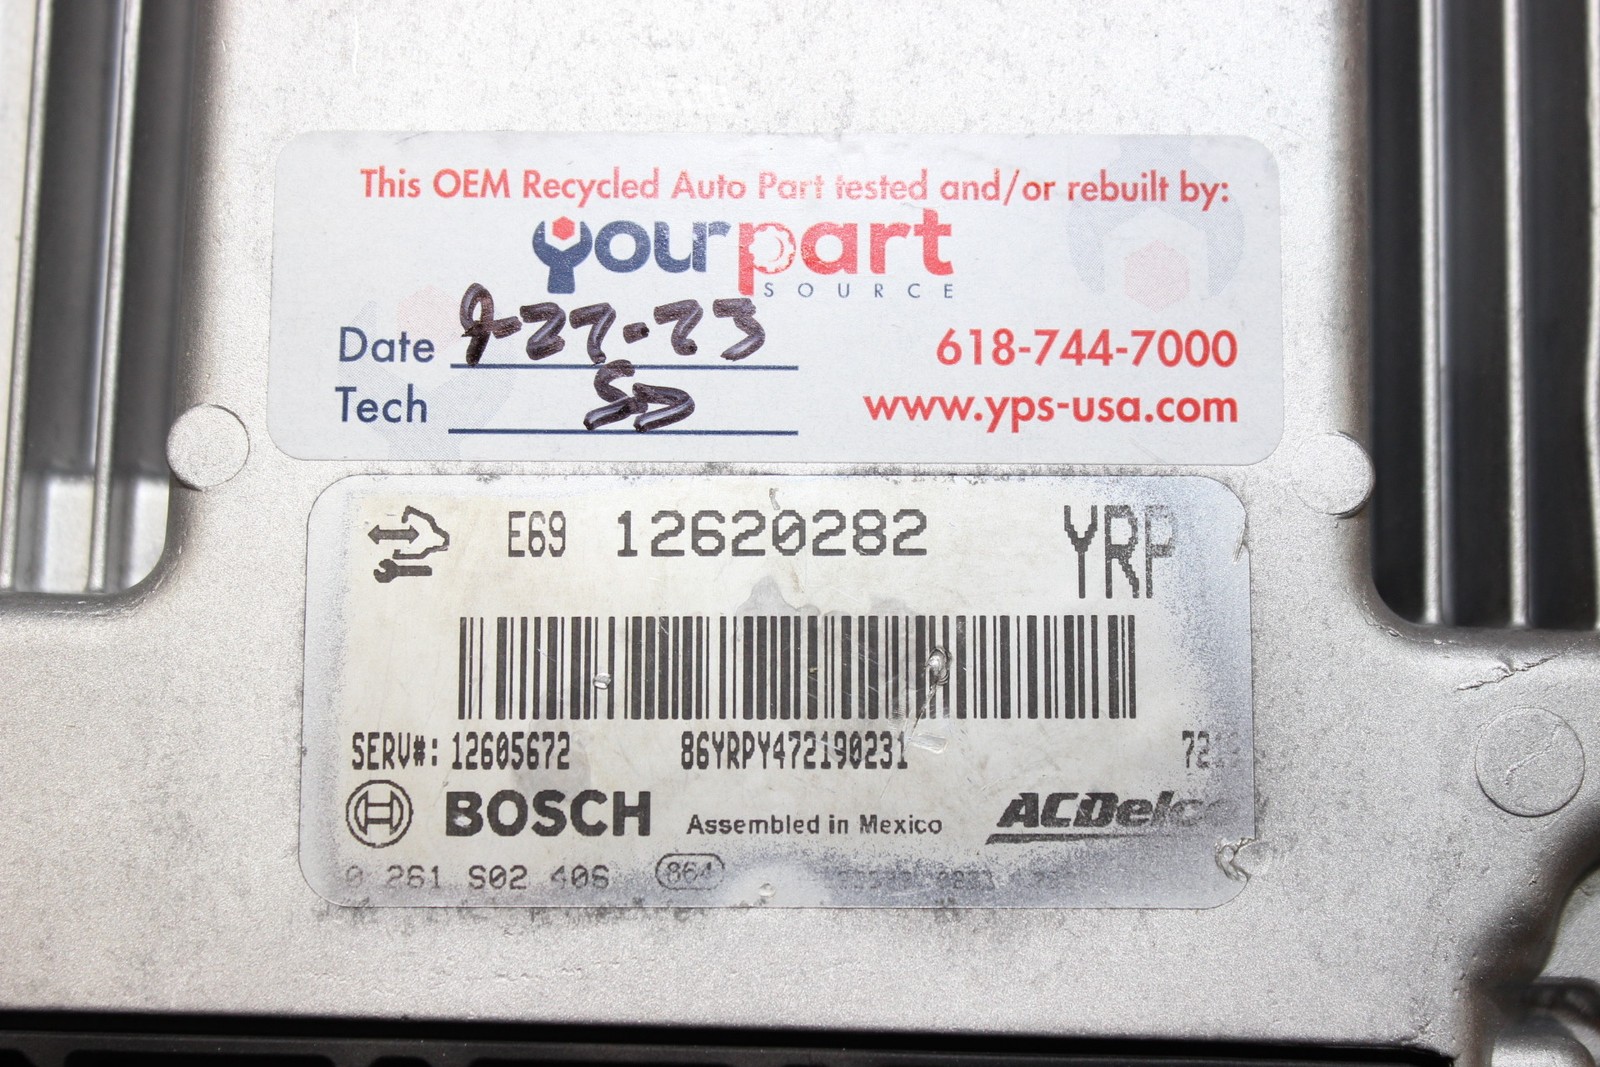 This OEM Recycled Auto Part tested and/or rebuilt by:
yourpart
SOURCE
Date 9-27-23 618-744-7000
Tech SD www.yps-usa.com
E69 12620282 YRP
SERV#: 12605672 86YRPY472190231
BOSCH Assembled in Mexico ACDelco
0 261 S02 406 864